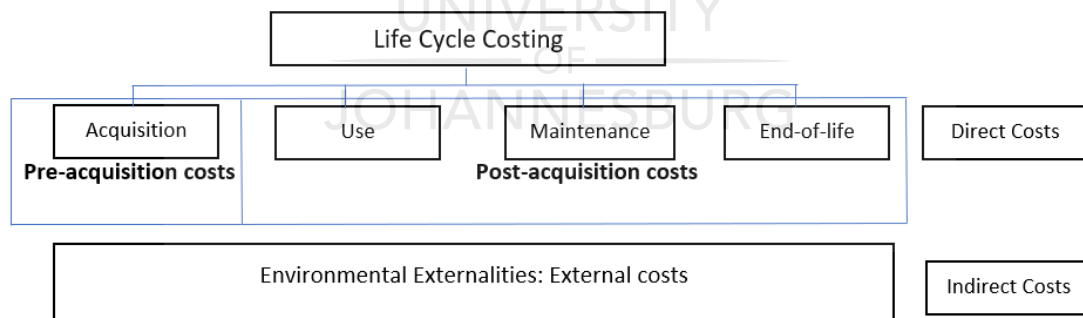 UNIVERSITY
Life Cycle Costing
OF
JOHANNESBURG
Acquisition
Use
Maintenance
End-of-life
Direct Costs
Pre-acquisition costs
Post-acquisition costs
Environmental Externalities: External costs
Indirect Costs